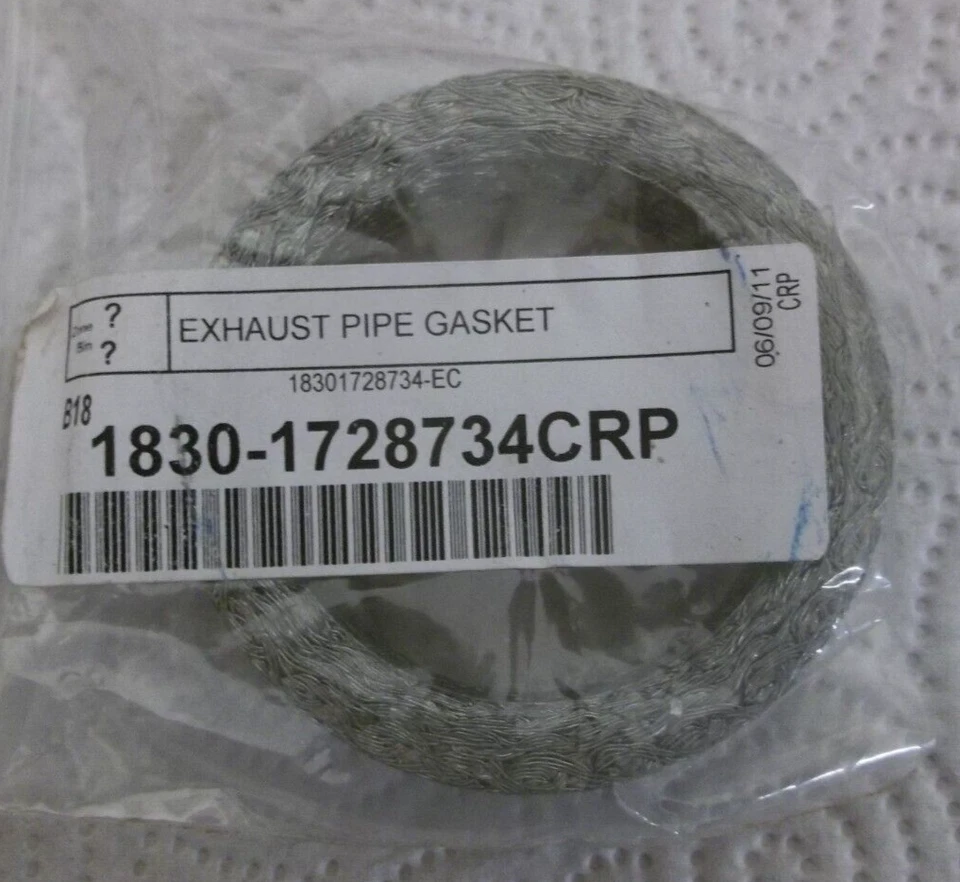 ?
?
EXHAUST PIPE GASKET
06/09/11
CRP
18301728734-EC
B18
1830-1728734CRP